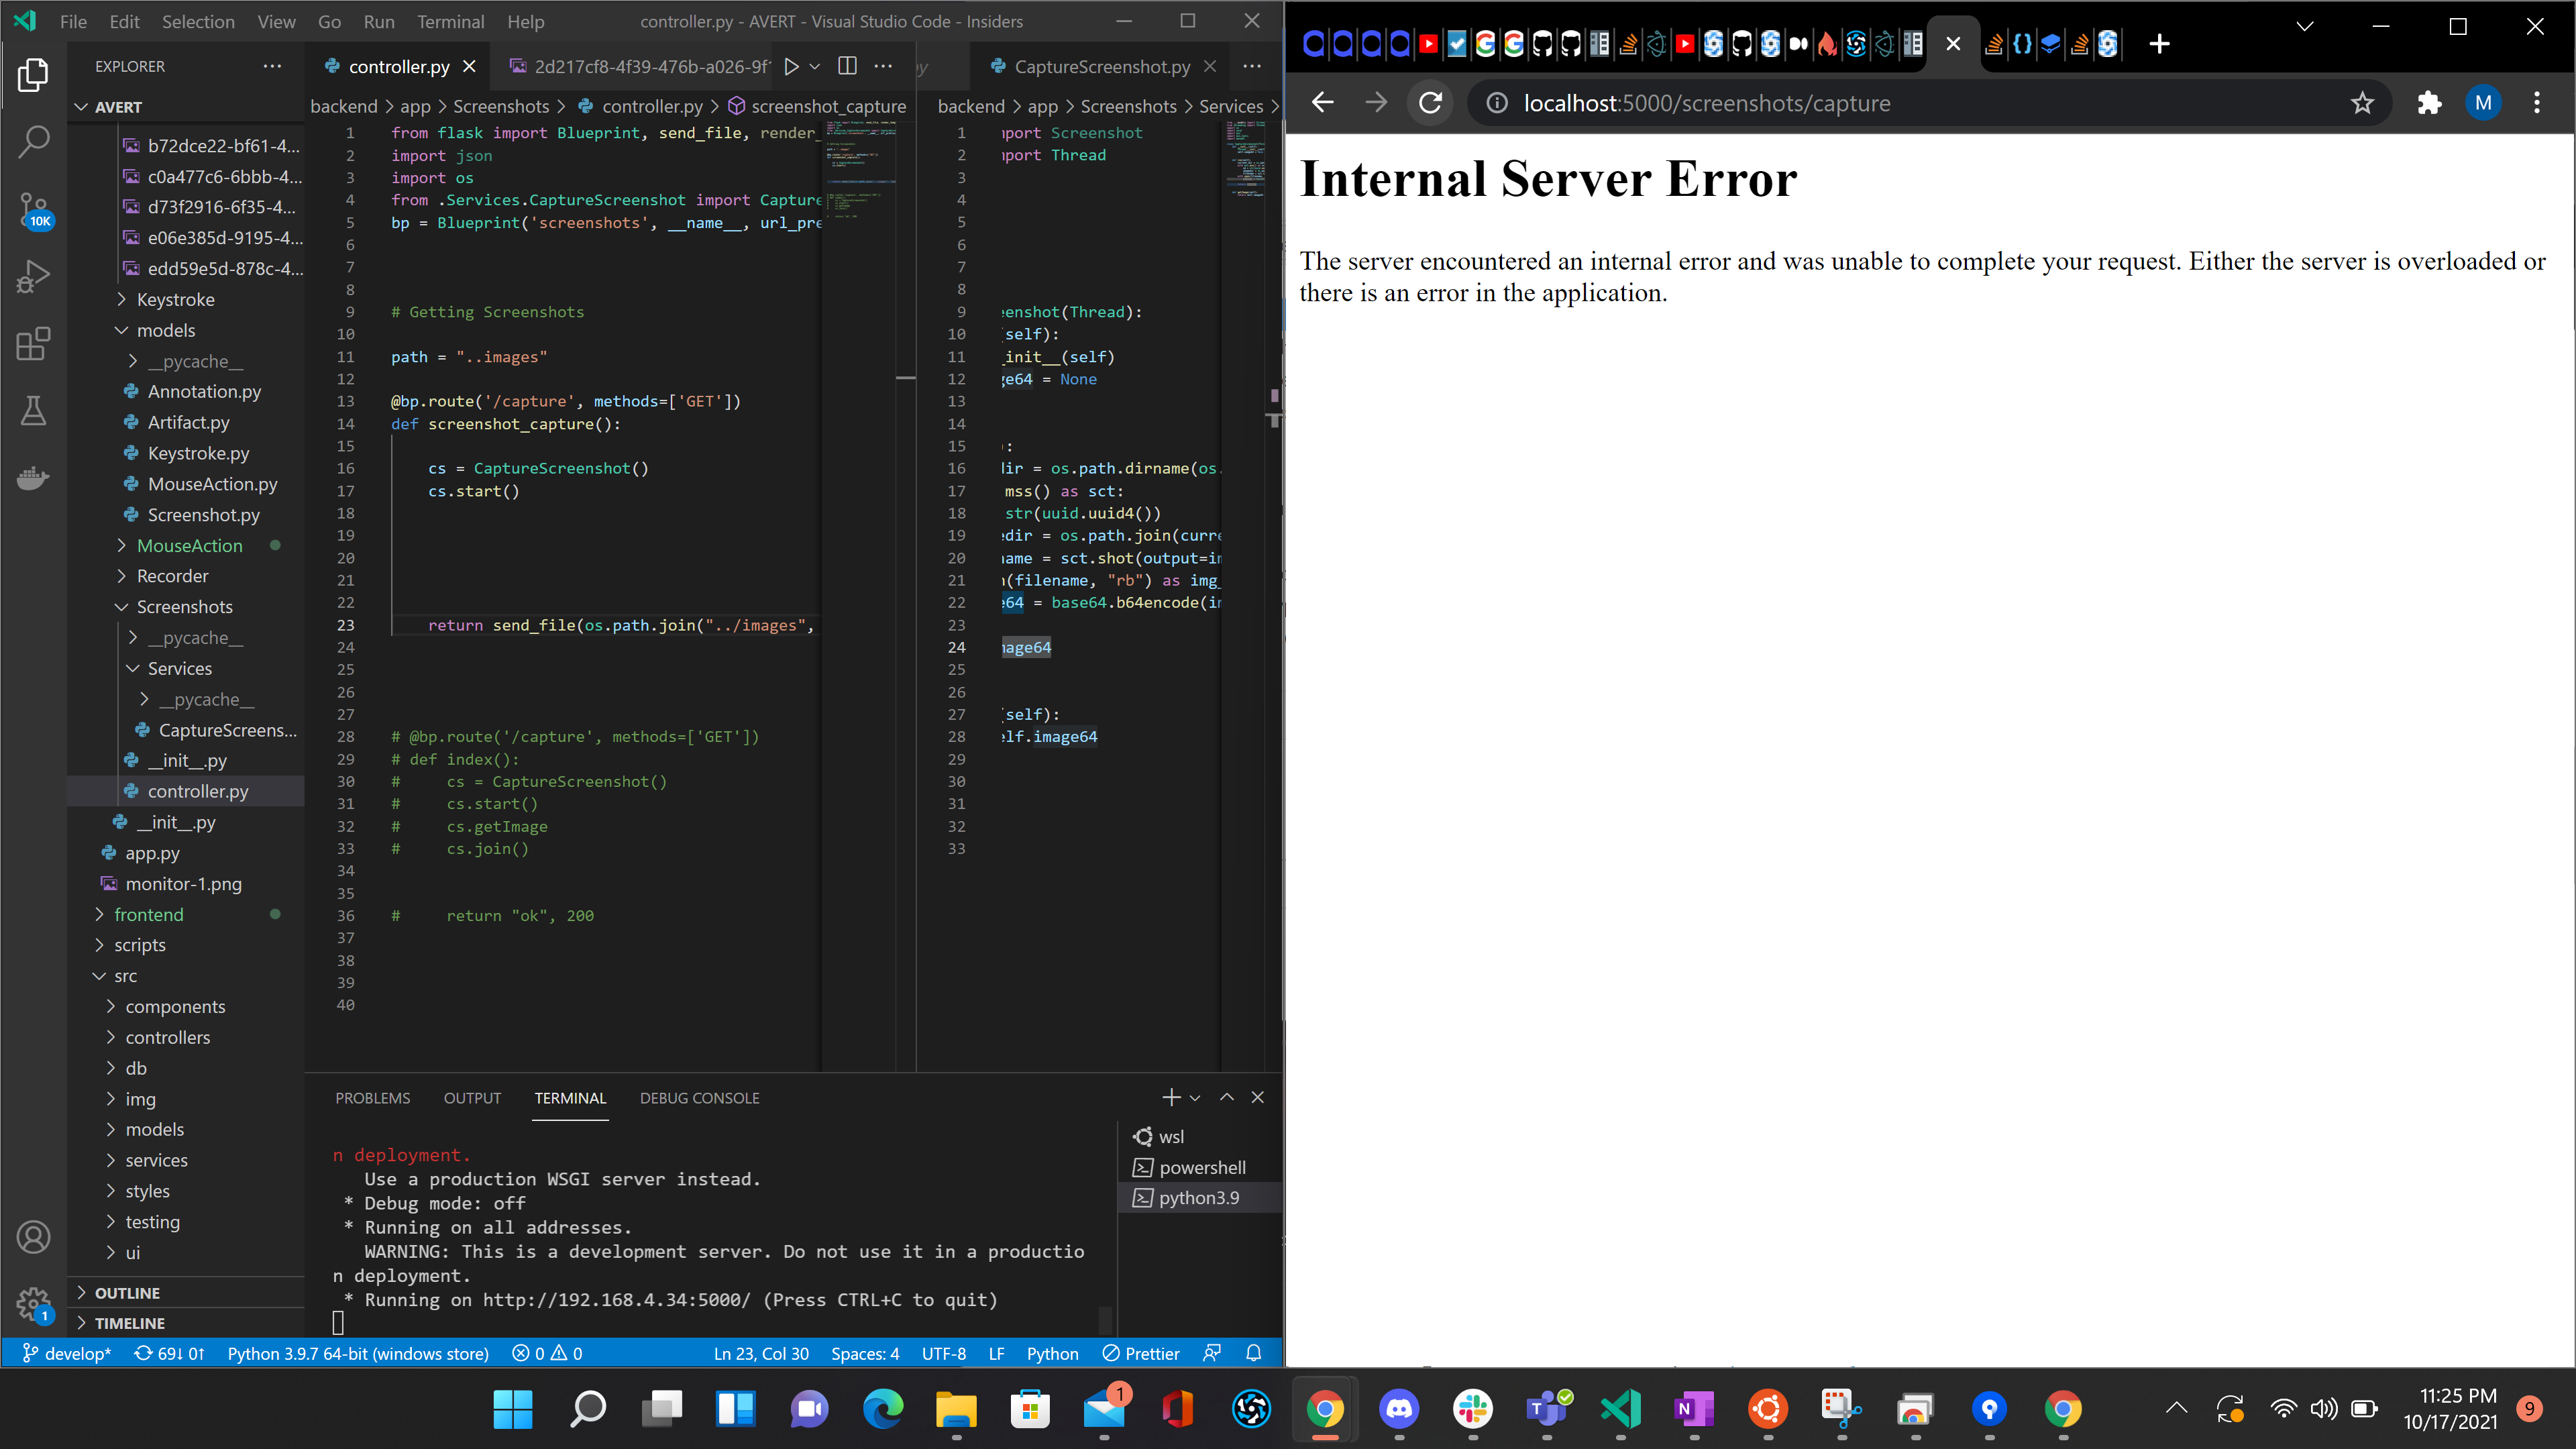 File Edit Selection View Go Run Terminal Help
controller.py - AVERT - Visual Studio Code - Insiders
EXPLORER
AVERT
b72dce22-bf61-4...
c0a477c6-6bbb-4...
d73f2916-6f35-4...
e06e385d-9195-4...
edd59e5d-878c-4...
Keystroke
models
__pycache__
Annotation.py
Artifact.py
Keystroke.py
MouseAction.py
Screenshot.py
MouseAction
Recorder
Screenshots
__pycache__
Services
__pycache__
CaptureScreens...
__init__.py
controller.py
__init__.py
app.py
monitor-1.png
frontend
scripts
src
components
controllers
db
img
models
services
styles
testing
ui
OUTLINE
TIMELINE
10K
1
controller.py
2d217cf8-4f39-476b-a026-9f
backend > app > Screenshots > controller.py > screenshot_capture
1 from flask import Blueprint, send_file, render_
2 import json
3 import os
4 from .Services.CaptureScreenshot import Capture
5 bp = Blueprint('screenshots', __name__, url_pre
6
7
8
9 # Getting Screenshots
10
11 path = "..images"
12
13 @bp.route('/capture', methods=['GET'])
14 def screenshot_capture():
15
16 cs = CaptureScreenshot()
17 cs.start()
18
19
20
21
22
23 return send_file(os.path.join("../images",
24
25
26
27
28 # @bp.route('/capture', methods=['GET'])
29 # def index():
30 # cs = CaptureScreenshot()
31 # cs.start()
32 # cs.getImage
33 # cs.join()
34
35
36 # return "ok", 200
37
38
39
40
CaptureScreenshot.py
backend > app > Screenshots > Services >
1 mport Screenshot
2 mport Thread
3
4
5
6
7
8
9 enshot(Thread):
10 (self):
11 _init__(self)
12 ge64 = None
13
14
15 ):
16 dir = os.path.dirname(os.
17 mss() as sct:
18 str(uuid.uuid4())
19 edir = os.path.join(curre
20 name = sct.shot(output=im
21 n(filename, "rb") as img_
22 e64 = base64.b64encode(im
23
24 mage64
25
26
27 (self):
28 elf.image64
29
30
31
32
33
PROBLEMS OUTPUT TERMINAL DEBUG CONSOLE
n deployment.
Use a production WSGI server instead.
* Debug mode: off
* Running on all addresses.
WARNING: This is a development server. Do not use it in a productio
n deployment.
* Running on http://192.168.4.34:5000/ (Press CTRL+C to quit)
wsl
powershell
python3.9
develop* 69↓ 0↑ Python 3.9.7 64-bit (windows store) 0 0 Ln 23, Col 30 Spaces: 4 UTF-8 LF Python Prettier
localhost:5000/screenshots/capture
M
Internal Server Error
The server encountered an internal error and was unable to complete your request. Either the server is overloaded or
there is an error in the application.
1
11:25 PM
10/17/2021
9